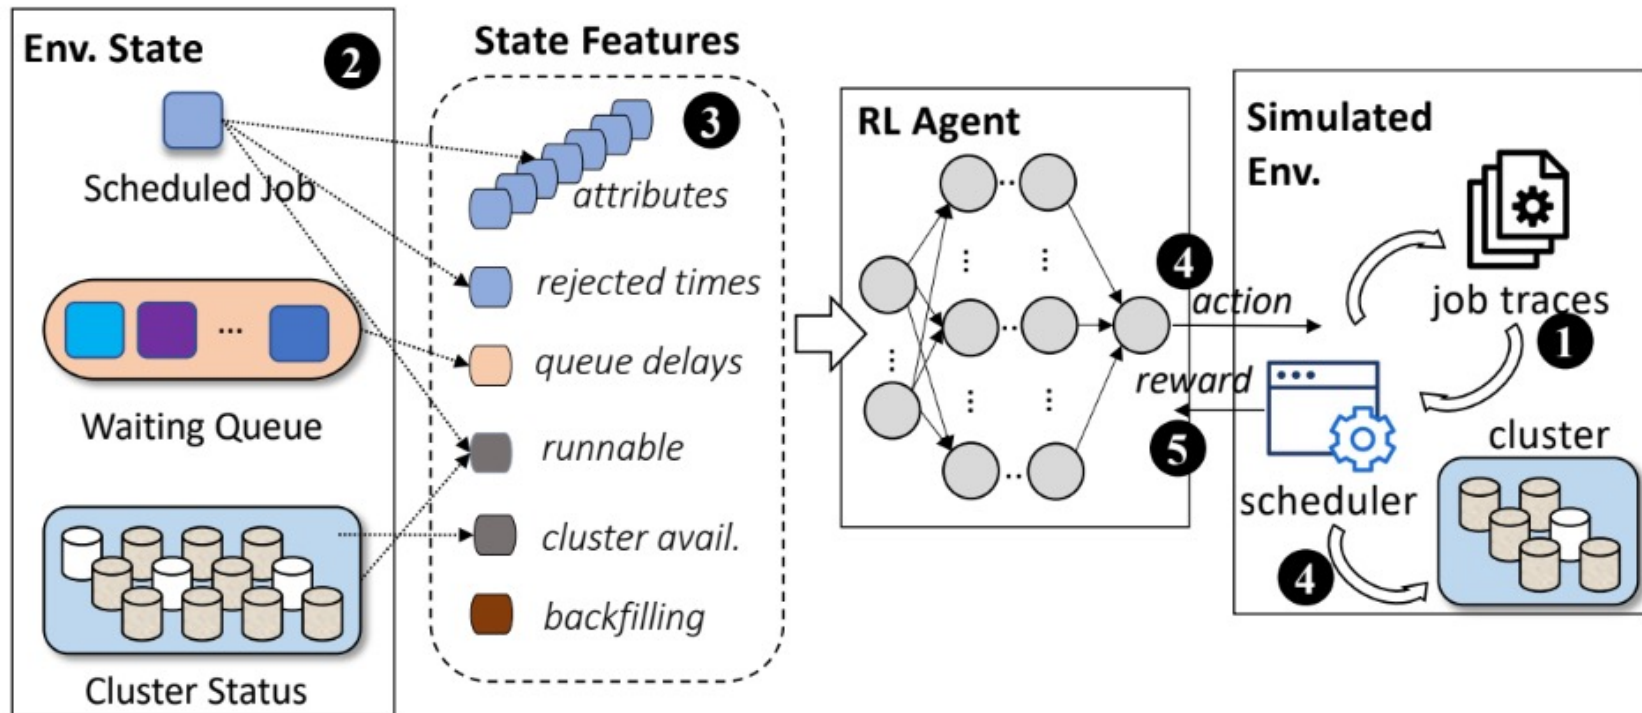 Env. State
2
Scheduled Job
...
Waiting Queue
Cluster Status
State Features
3
attributes
rejected times
queue delays
runnable
cluster avail.
backfilling
RL Agent
4
action
reward
5
Simulated
Env.
job traces
1
scheduler
cluster
4